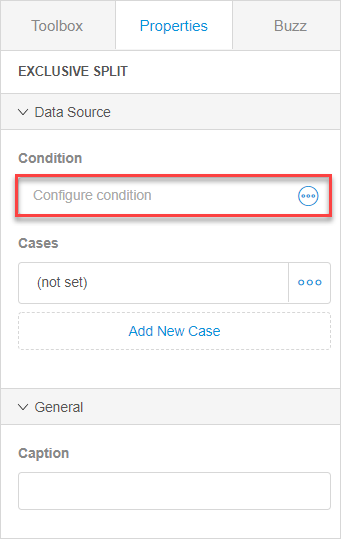 Toolbox Properties Buzz
EXCLUSIVE SPLIT
Data Source
Condition
Configure condition
Cases
(not set)
Add New Case
General
Caption